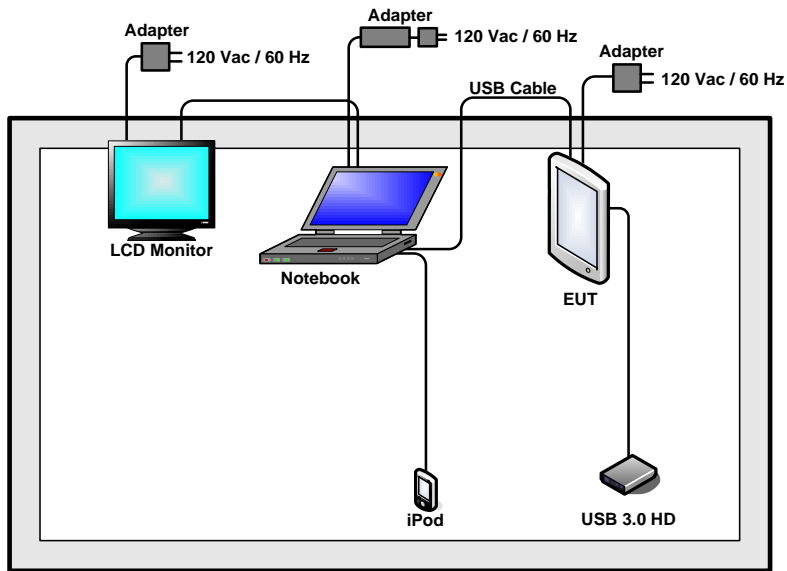 Adapter
120 Vac / 60 Hz
Adapter
120 Vac / 60 Hz
Adapter
120 Vac / 60 Hz
USB Cable
LCD Monitor
Notebook
EUT
iPod
USB 3.0 HD